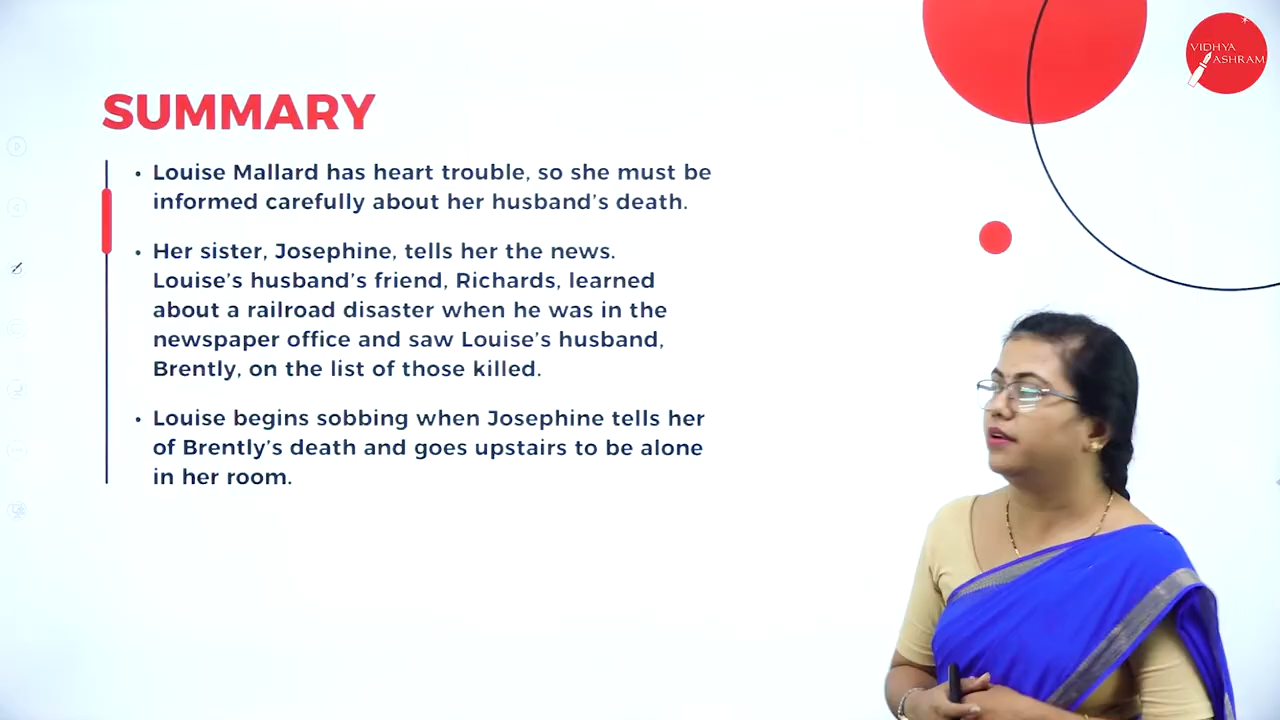 VIDHYA
ASHRAM
SUMMARY
• Louise Mallard has heart trouble, so she must be
informed carefully about her husband's death.
• Her sister, Josephine, tells her the news.
Louise's husband's friend, Richards, learned
about a railroad disaster when he was in the
newspaper office and saw Louise's husband,
Brently, on the list of those killed.
• Louise begins sobbing when Josephine tells her
of Brently's death and goes upstairs to be alone
in her room.